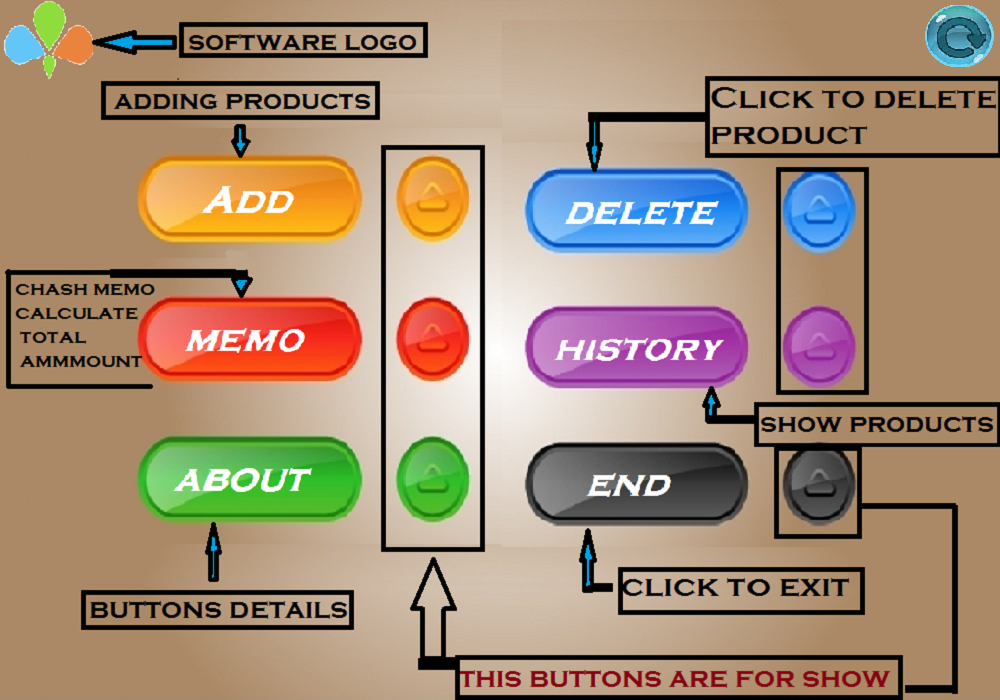 SOFTWARE LOGO
ADDING PRODUCTS
CLICK TO DELETE
PRODUCT
ADD
DELETE
CHASH MEMO
CALCULATE
TOTAL
AMMMOUNT
MEMO
HISTORY
SHOW PRODUCTS
ABOUT
END
BUTTONS DETAILS
CLICK TO EXIT
THIS BUTTONS ARE FOR SHOW